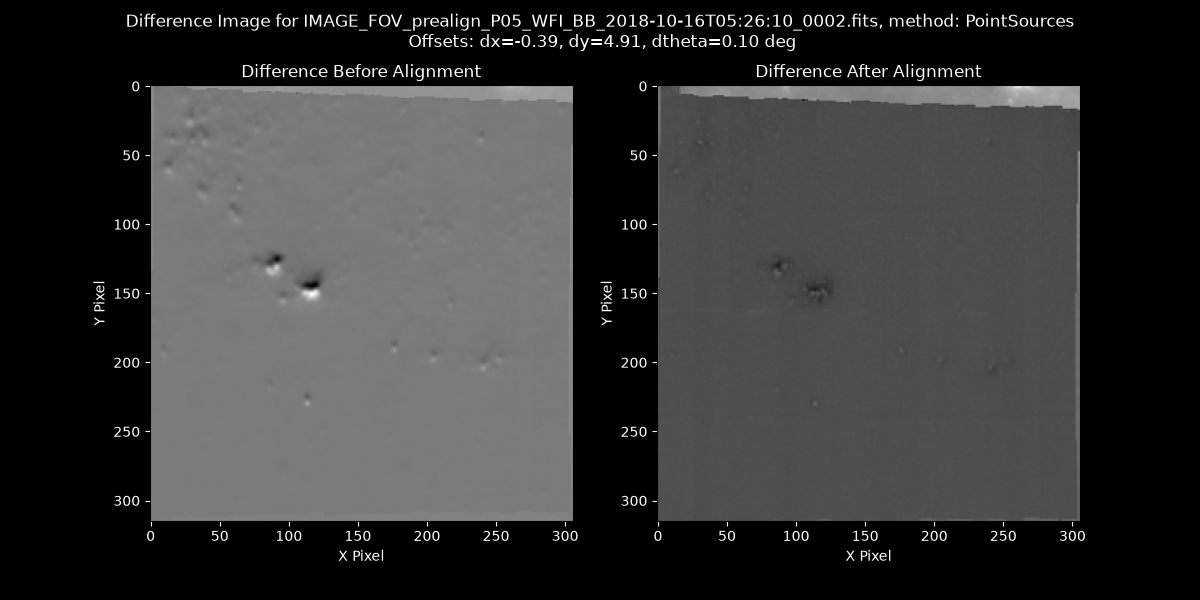 Difference Image for IMAGE_FOV_prealign_P05_WFI_BB_2018-10-16T05:26:10_0002.fits, method: PointSources
Offsets: dx=-0.39, dy=4.91, dtheta=0.10 deg
Difference Before Alignment
0
50
100
150
200
250
300
Y Pixel
0 50 100 150 200 250 300
X Pixel
Difference After Alignment
0
50
100
150
200
250
300
Y Pixel
0 50 100 150 200 250 300
X Pixel